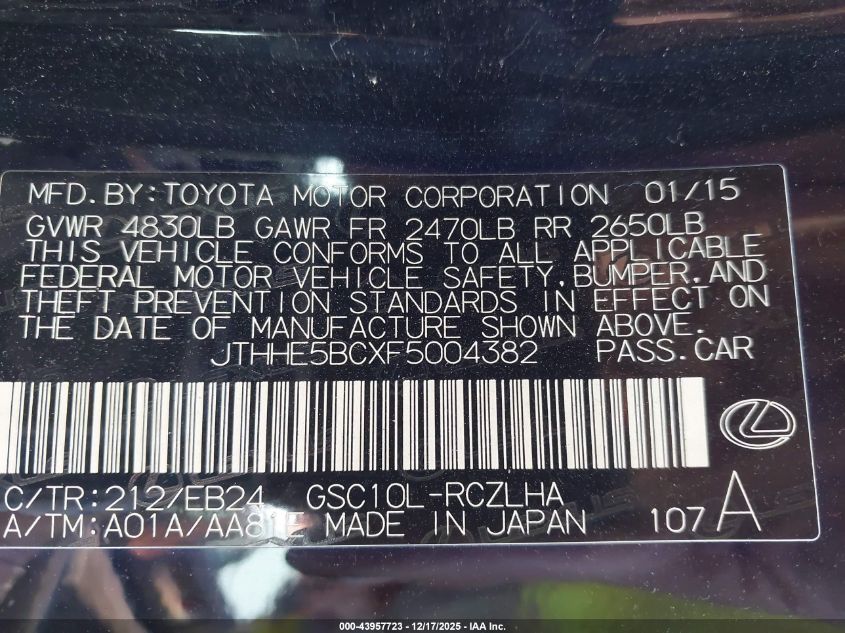 MFD.BY:TOYOTA MOTOR CORPORATION 01/15
GVWR 4830LB GAWR FR 2470LB RR 2650LB
THIS VEHICLE CONFORMS TO ALL APPLICABLE
FEDERAL MOTOR VEHICLE SAFETY,BUMPER,AND
THEFT PREVENTION STANDARDS IN EFFECT ON
THE DATE OF MANUFACTURE SHOWN ABOVE.
JTHHE5BCXF5004382 PASS.CAR
C/TR:212/EB24 GSC10L-RCZLHA
A/TM:A01A/AA81E MADE IN JAPAN 107 A
000-43957723 - 12/17/2025 - IAA Inc.